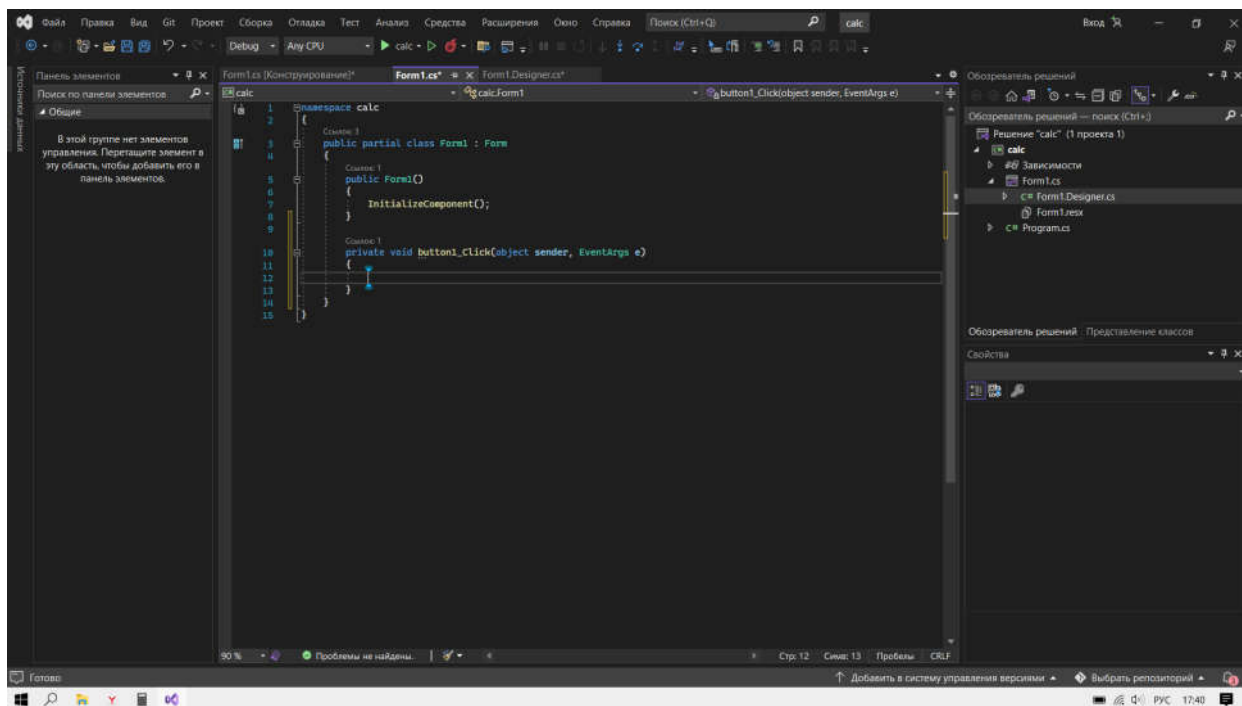 Файл Правка Вид Git Проект Сборка Отладка Тест Анализ Средства Расширения Окно Справка Поиск (Ctrl+Q) calc Вход
Debug Any CPU calc
Источники данных
Панель элементов
Поиск по панели элементов
Общие
В этой группе нет элементов
управления. Перетащите элемент в
эту область, чтобы добавить его в
панель элементов.
Form1.cs [Конструирование]* Form1.cs* Form1.Designer.cs*
calc calc.Form1 button1_Click(object sender, EventArgs e)
1 namespace calc
2 {
Ссылок: 3
3 public partial class Form1 : Form
4 {
Ссылок: 1
5 public Form1()
6 {
7 InitializeComponent();
8 }
9
Ссылок: 1
10 private void button1_Click(object sender, EventArgs e)
11 {
12
13 }
14 }
15 }
90 % Проблемы не найдены. Стр: 12 Симв: 13 Пробелы CRLF
Обозреватель решений
Обозреватель решений — поиск (Ctrl+;)
Решение "calc" (1 проекта 1)
calc
Зависимости
Form1.cs
C# Form1.Designer.cs
Form1.resx
C# Program.cs
Обозреватель решений Представление классов
Свойства
Готово Добавить в систему управления версиями Выбрать репозиторий
РУС 17:40